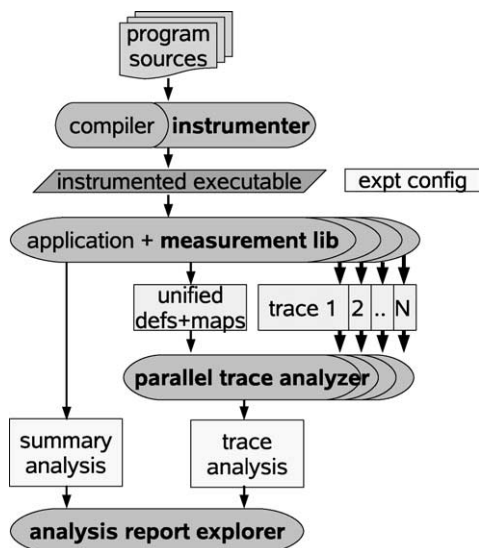 program
sources
compiler instrumenter
instrumented executable
expt config
application + measurement lib
unified
defs+maps
trace 1 2 .. N
parallel trace analyzer
summary
analysis
trace
analysis
analysis report explorer